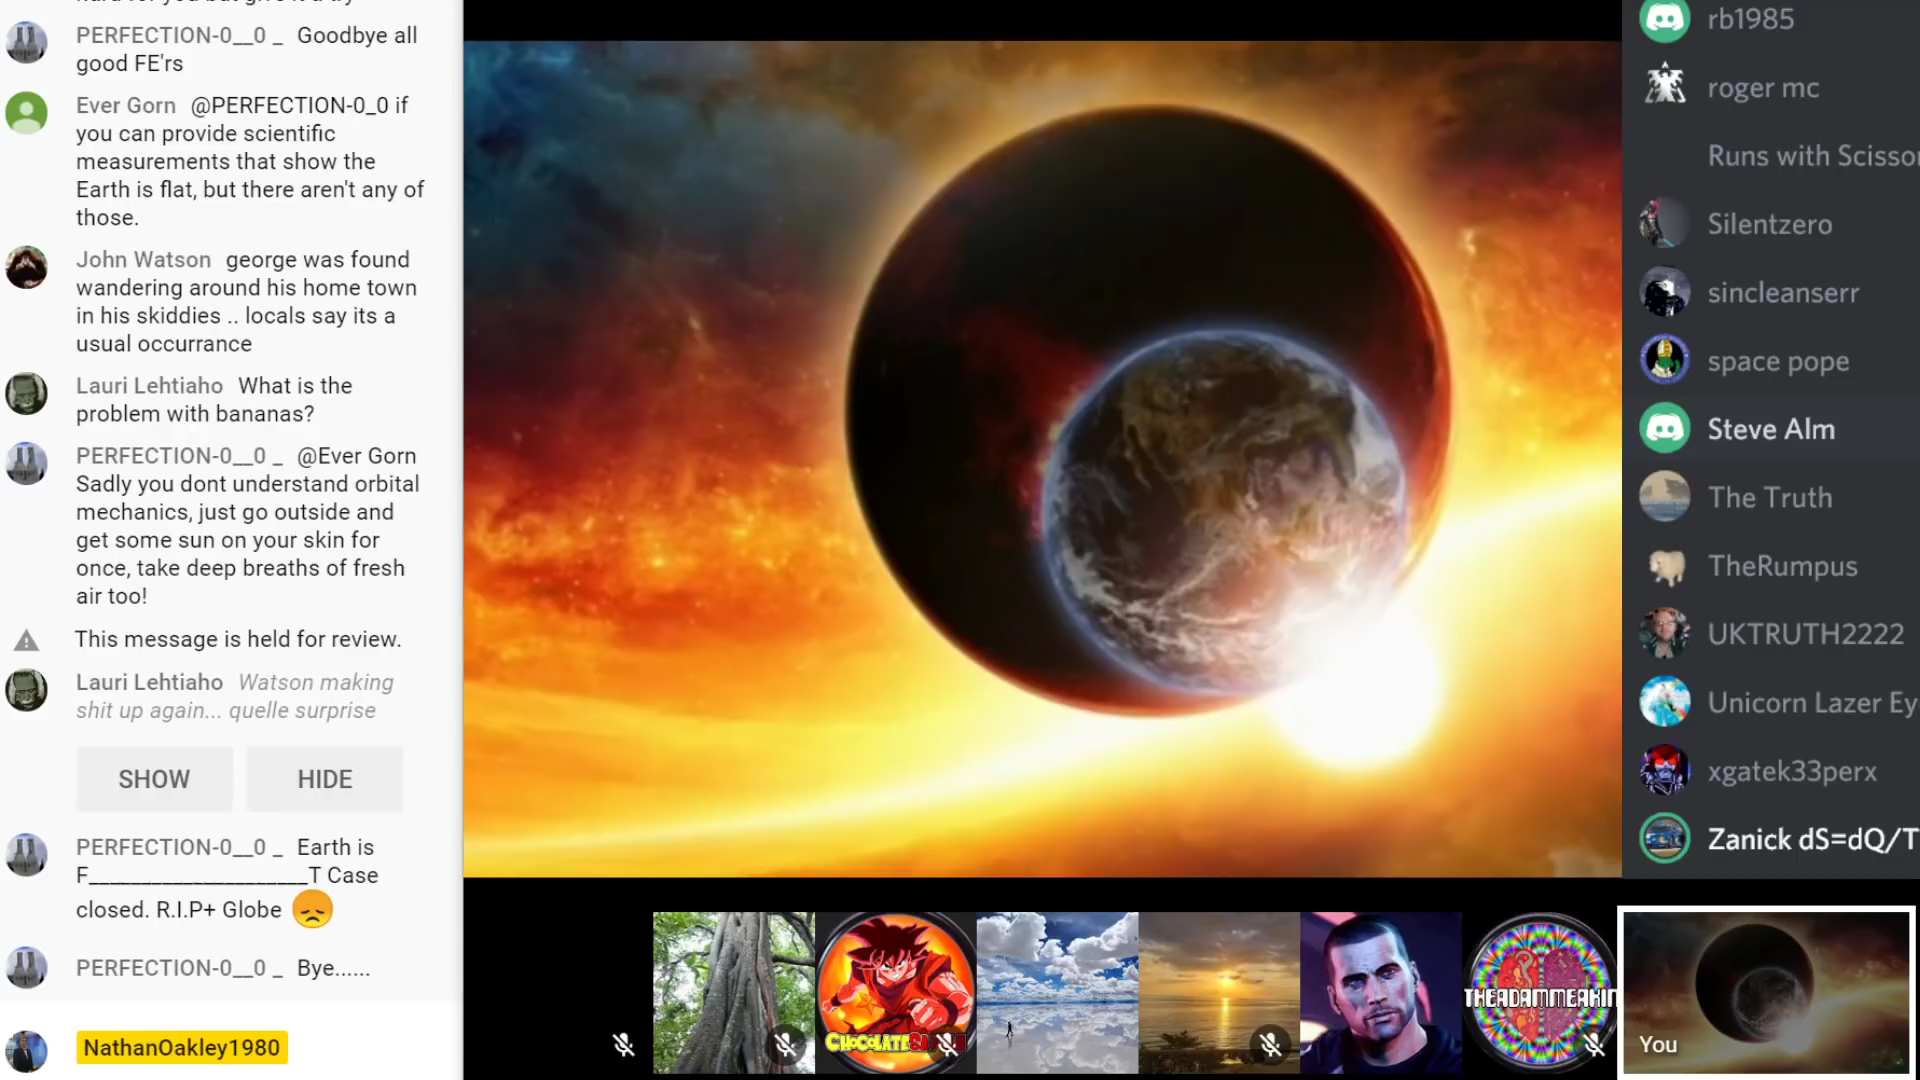 PERFECTION-0__0 _ Goodbye all
good FE'rs
Ever Gorn @PERFECTION-0_0 if
you can provide scientific
measurements that show the
Earth is flat, but there aren't any of
those.
John Watson george was found
wandering around his home town
in his skiddies .. locals say its a
usual occurrance
Lauri Lehtiaho What is the
problem with bananas?
PERFECTION-0__0 _ @Ever Gorn
Sadly you dont understand orbital
mechanics, just go outside and
get some sun on your skin for
once, take deep breaths of fresh
air too!
This message is held for review.
Lauri Lehtiaho Watson making
shit up again... quelle surprise
SHOW HIDE
PERFECTION-0__0 _ Earth is
F____________________T Case
closed. R.I.P+ Globe
PERFECTION-0__0 _ Bye......
NathanOakley1980
rb1985
roger mc
Runs with Scissor
Silentzero
sincleanserr
space pope
Steve Alm
The Truth
TheRumpus
UKTRUTH2222
Unicorn Lazer Ey
xgatek33perx
Zanick dS=dQ/T
THEADAMMEAKIN
You